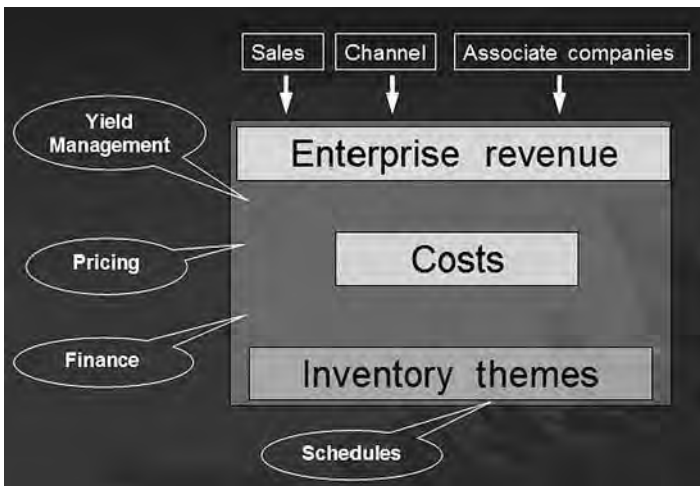 Sales
Channel
Associate companies
Yield
Management
Enterprise revenue
Pricing
Costs
Finance
Inventory themes
Schedules